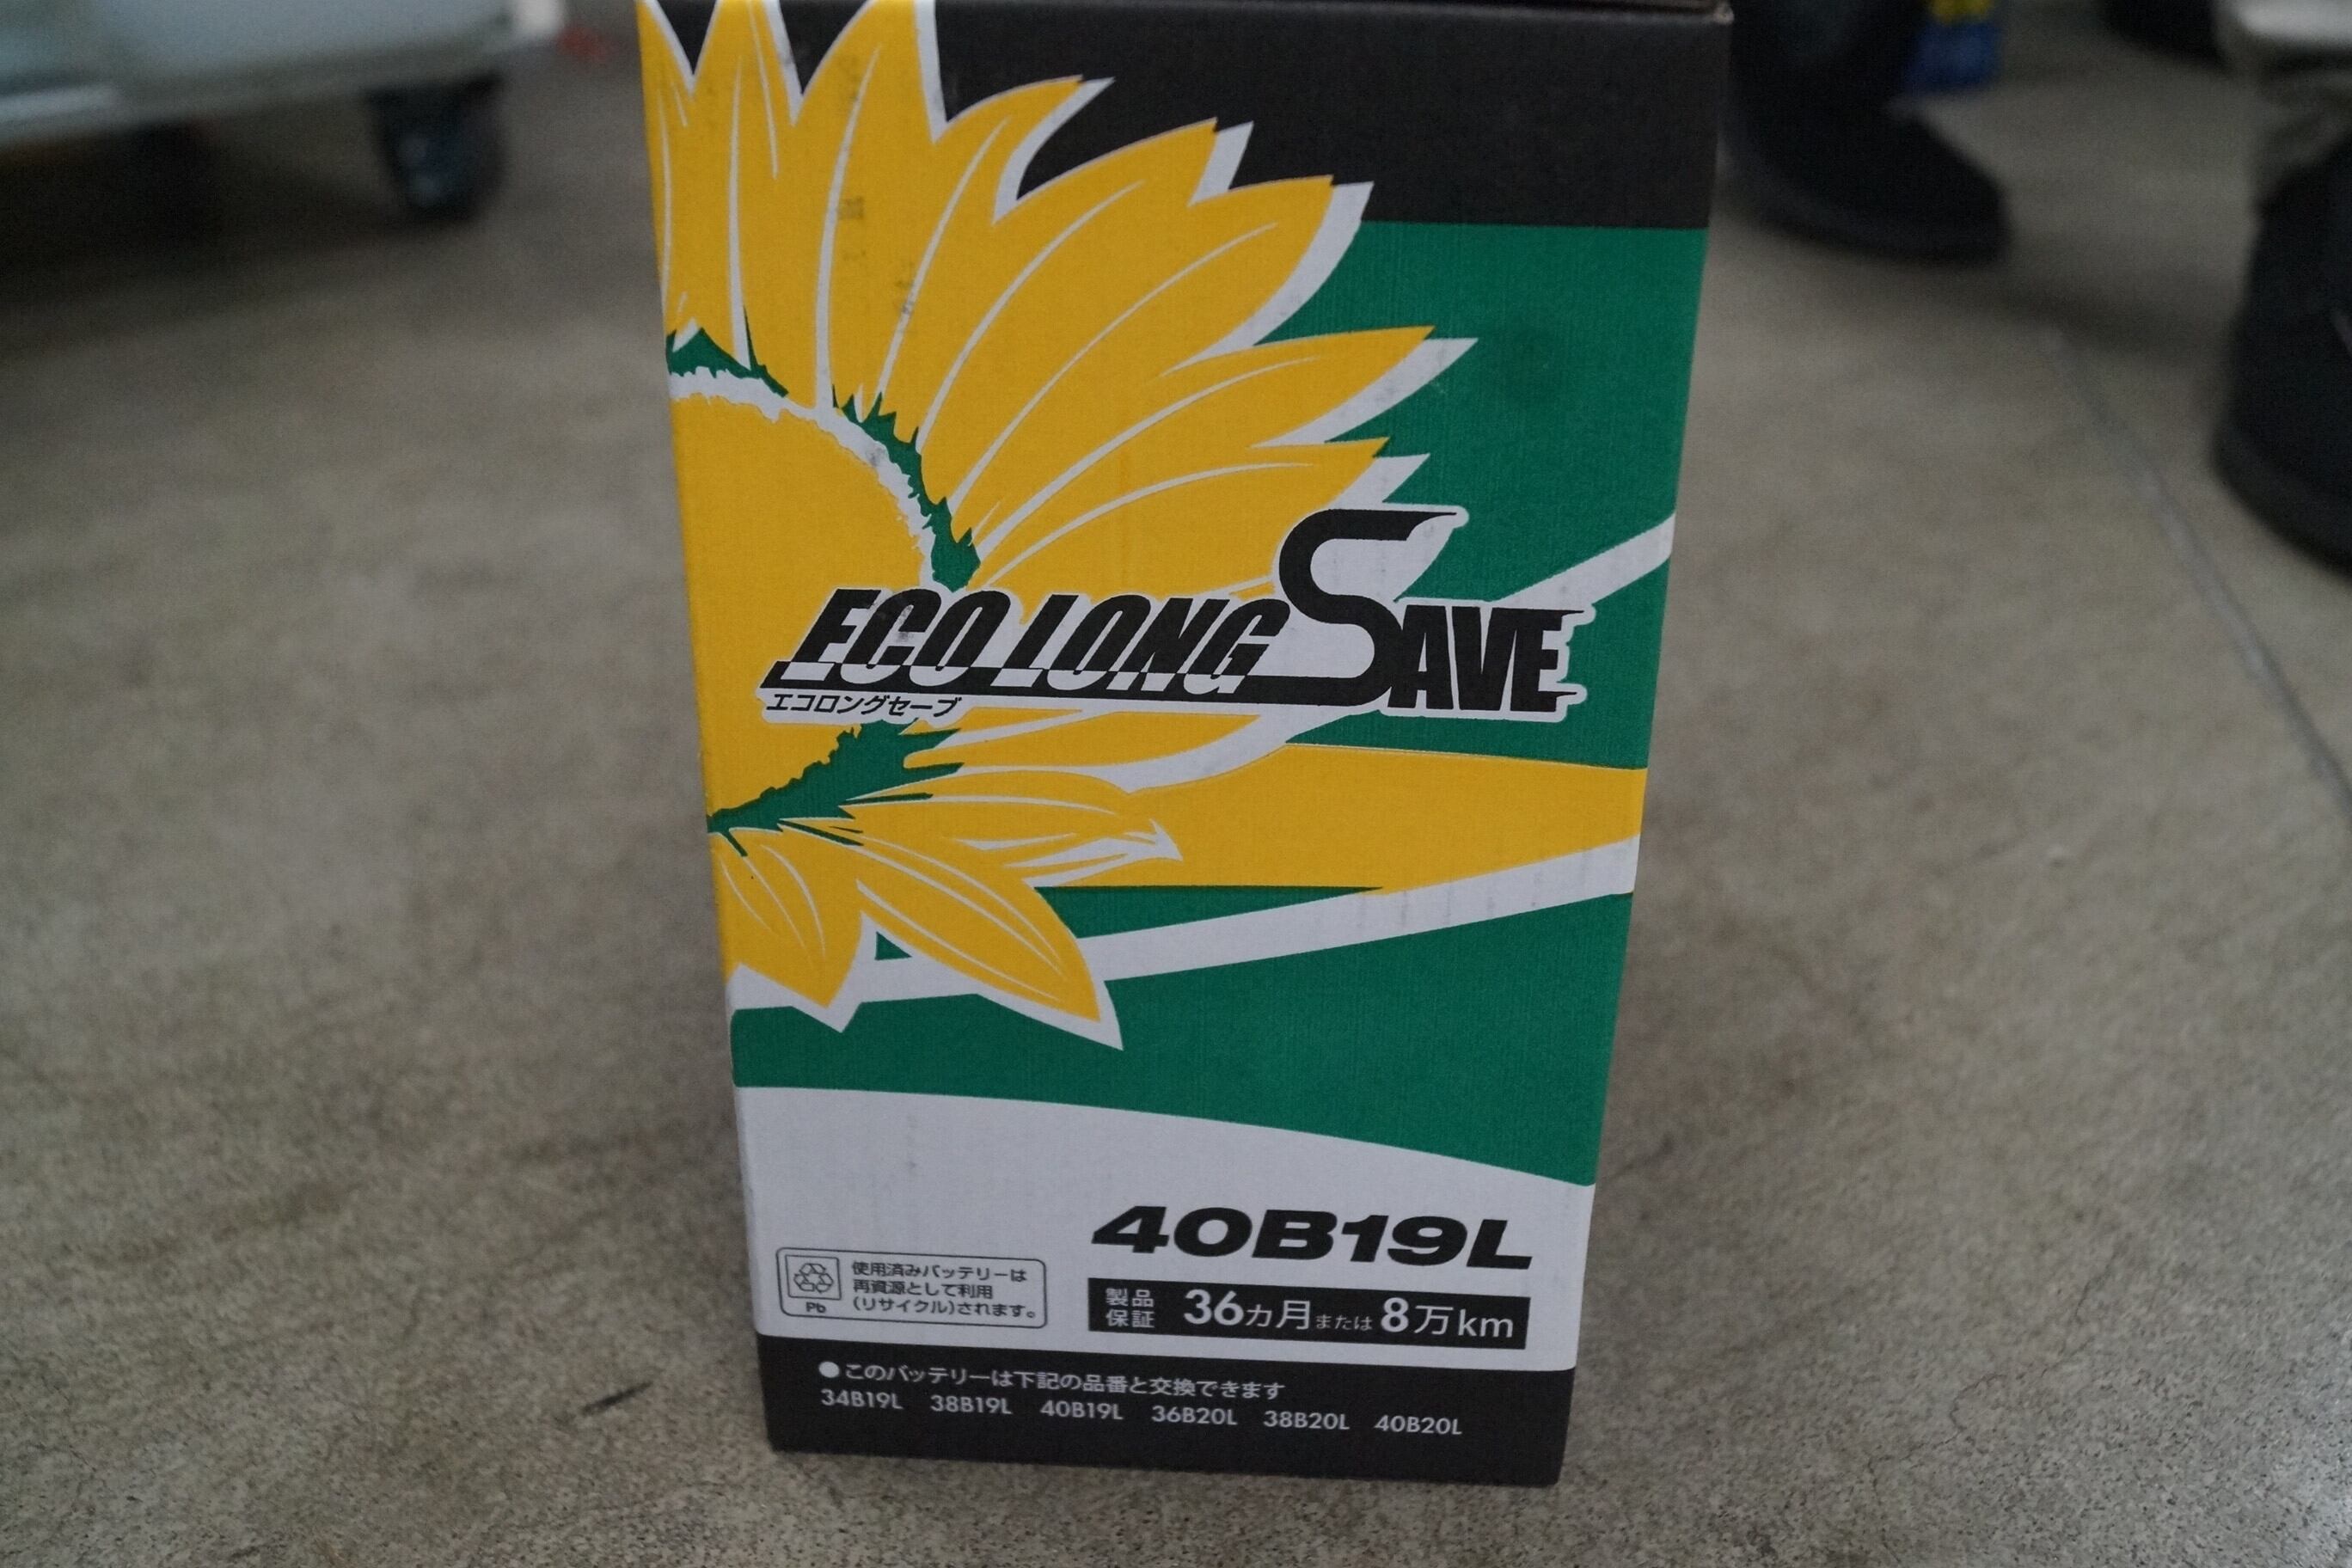 ECO LONG SAVE
エコロングセーブ
40B19L
使用済みバッテリーは
再資源として利用
(リサイクル)されます。
Pb
製品
保証
36カ月または8万km
●このバッテリーは下記の品番と交換できます
34B19L 38B19L 40B19L 36B20L 38B20L 40B20L